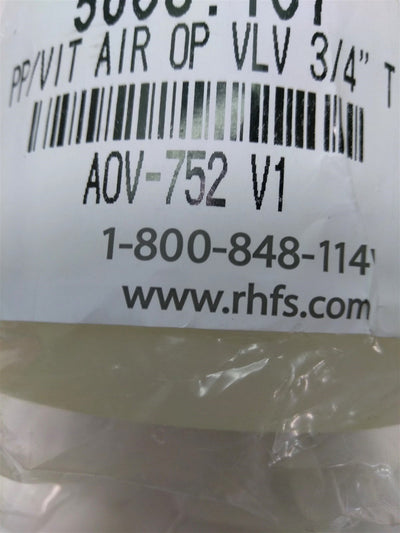 PP/VIT AIR OP VLV 3/4" T
AOV-752 V1
1-800-848-114
www.rhfs.com